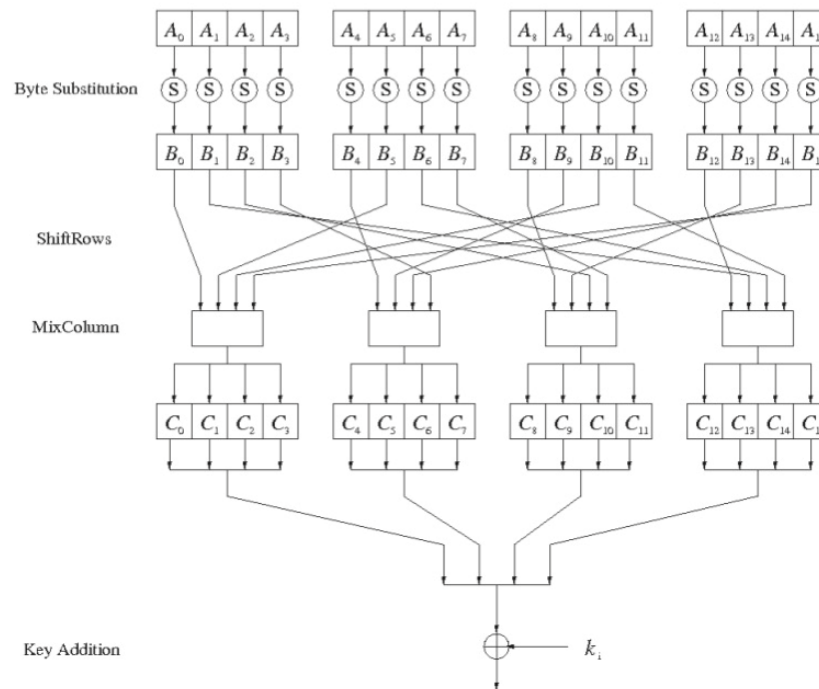 A₀ A₁ A₂ A₃ A₄ A₅ A₆ A₇ A₈ A₉ A₁₀ A₁₁ A₁₂ A₁₃ A₁₄ A₁
Byte Substitution S S S S S S S S S S S S S S S S
B₀ B₁ B₂ B₃ B₄ B₅ B₆ B₇ B₈ B₉ B₁₀ B₁₁ B₁₂ B₁₃ B₁₄ B₁
ShiftRows
MixColumn
C₀ C₁ C₂ C₃ C₄ C₅ C₆ C₇ C₈ C₉ C₁₀ C₁₁ C₁₂ C₁₃ C₁₄ C₁
Key Addition kᵢ